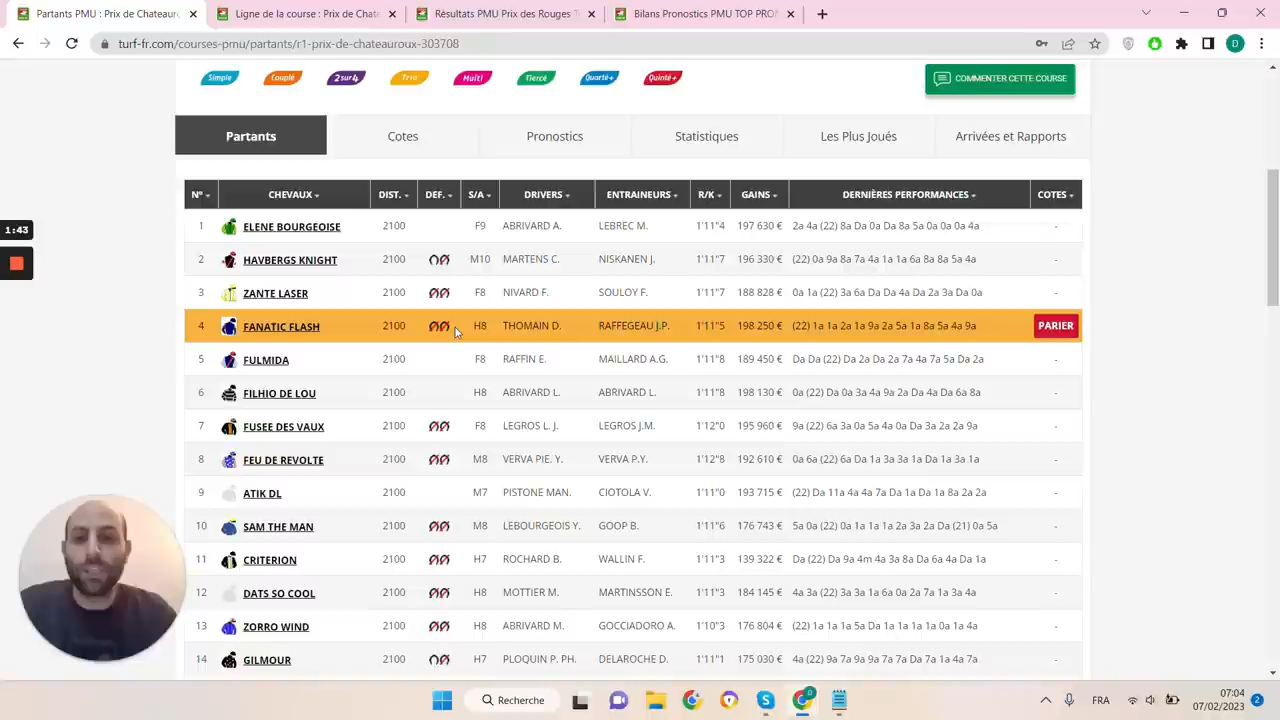 Partants PMU : Prix de Chateau
Ligne de la course : Prix de Chat
Résultats PMU Prix des Rouges T
Bilans Pronostics PMU TOP PRO
turf-fr.com/courses-pmu/partants/r1-prix-de-chateauroux-303700
D
Simple Couplé 2sur4 Trio Multi Tiercé Quarté+ Quinté+
COMMENTER CETTE COURSE
Partants Cotes Pronostics Statistiques Les Plus Joués Arrivées et Rapports
N° CHEVAUX DIST. DEF. S/A DRIVERS ENTRAINEURS R/K GAINS DERNIÈRES PERFORMANCES COTES
1 ELENE BOURGEOISE 2100 F9 ABRIVARD A. LEBREC M. 1'11"4 197 630 € 2a 4a (22) 8a Da 0a Da 8a 5a 0a 0a 0a 4a -
1:43
2 HAVBERGS KNIGHT 2100 M10 MARTENS C. NISKANEN J. 1'11"7 196 330 € (22) 0a 9a 8a 7a 4a 1a 1a 6a 8a 8a 5a 4a -
3 ZANTE LASER 2100 F8 NIVARD F. SOULOY F. 1'11"7 188 828 € 0a 1a (22) 3a 6a Da Da 4a Da 2a 3a Da 0a -
4 FANATIC FLASH 2100 H8 THOMAIN D. RAFFEGEAU J.P. 1'11"5 198 250 € (22) 1a 1a 2a 1a 9a 2a 5a 1a 8a 5a 4a 9a PARIER
5 FULMIDA 2100 F8 RAFFIN E. MAILLARD A.G. 1'11"8 189 450 € Da Da (22) Da 2a Da 2a 7a 4a 7a 5a Da 2a -
6 FILHIO DE LOU 2100 H8 ABRIVARD L. ABRIVARD L. 1'11"8 198 130 € 0a (22) Da 0a 3a 4a 9a 2a Da 4a Da 6a 8a -
7 FUSEE DES VAUX 2100 F8 LEGROS L. J. LEGROS J.M. 1'12"0 195 960 € 9a (22) 6a 3a 0a 5a 4a 0a Da 3a 2a 2a 9a -
8 FEU DE REVOLTE 2100 M8 VERVA PIE. Y. VERVA P.Y. 1'12"8 192 610 € 0a 6a (22) 6a Da 1a 3a 3a 1a Da 1a 3a 1a -
9 ATIK DL 2100 M7 PISTONE MAN. CIOTOLA V. 1'11"0 193 715 € (22) Da 11a 4a 4a 7a Da 1a Da 1a 8a 2a 2a -
10 SAM THE MAN 2100 M8 LEBOURGEOIS Y. GOOP B. 1'11"6 176 743 € 5a 0a (22) 0a 1a 1a 1a 2a 3a 2a Da (21) 0a 5a -
11 CRITERION 2100 H7 ROCHARD B. WALLIN F. 1'11"3 139 322 € Da (22) Da 9a 4m 4a 3a 8a Da 6a 4a Da 1a -
12 DATS SO COOL 2100 H8 MOTTIER M. MARTINSSON E. 1'11"3 184 145 € 4a 3a (22) 3a 3a 1a 6a 0a 2a 7a 1a 3a 4a -
13 ZORRO WIND 2100 H8 ABRIVARD M. GOCCIADORO A. 1'10"3 176 804 € (22) 1a 1a 1a 5a Da 1a 1a 1a 1a 0a 1a 4a -
14 GILMOUR 2100 H7 PLOQUIN P. PH. DELAROCHE D. 1'11"1 175 030 € 4a (22) 9a 7a 9a 9a 7a 7a Da 7a 1a 4a 7a -
Recherche
FRA
07:04
07/02/2023
2